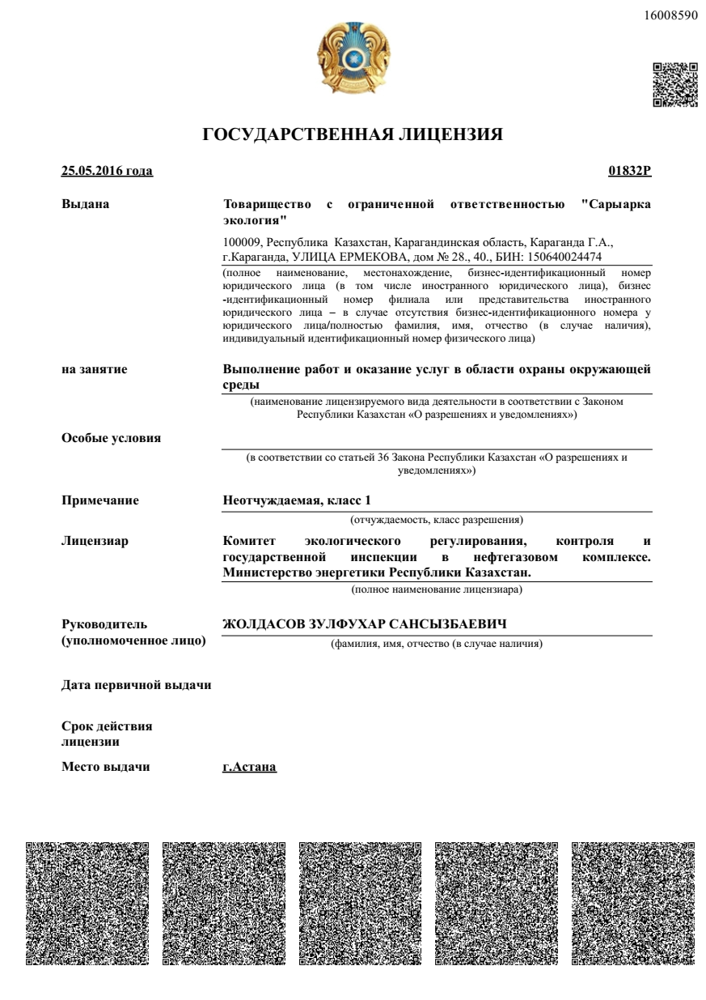 16008590
ГОСУДАРСТВЕННАЯ ЛИЦЕНЗИЯ
25.05.2016 года 01832Р
Выдана Товарищество с ограниченной ответственностью "Сарыарка
экология"
100009, Республика Казахстан, Карагандинская область, Караганда Г.А.,
г.Караганда, УЛИЦА ЕРМЕКОВА, дом № 28., 40., БИН: 150640024474
(полное наименование, местонахождение, бизнес-идентификационный номер
юридического лица (в том числе иностранного юридического лица), бизнес
-идентификационный номер филиала или представительства иностранного
юридического лица – в случае отсутствия бизнес-идентификационного номера у
юридического лица/полностью фамилия, имя, отчество (в случае наличия),
индивидуальный идентификационный номер физического лица)
на занятие Выполнение работ и оказание услуг в области охраны окружающей
среды
(наименование лицензируемого вида деятельности в соответствии с Законом
Республики Казахстан «О разрешениях и уведомлениях»)
Особые условия
(в соответствии со статьей 36 Закона Республики Казахстан «О разрешениях и
уведомлениях»)
Примечание Неотчуждаемая, класс 1
(отчуждаемость, класс разрешения)
Лицензиар Комитет экологического регулирования, контроля и
государственной инспекции в нефтегазовом комплексе.
Министерство энергетики Республики Казахстан.
(полное наименование лицензиара)
Руководитель ЖОЛДАСОВ ЗУЛФУХАР САНСЫЗБАЕВИЧ
(уполномоченное лицо) (фамилия, имя, отчество (в случае наличия)
Дата первичной выдачи
Срок действия
лицензии
Место выдачи г.Астана